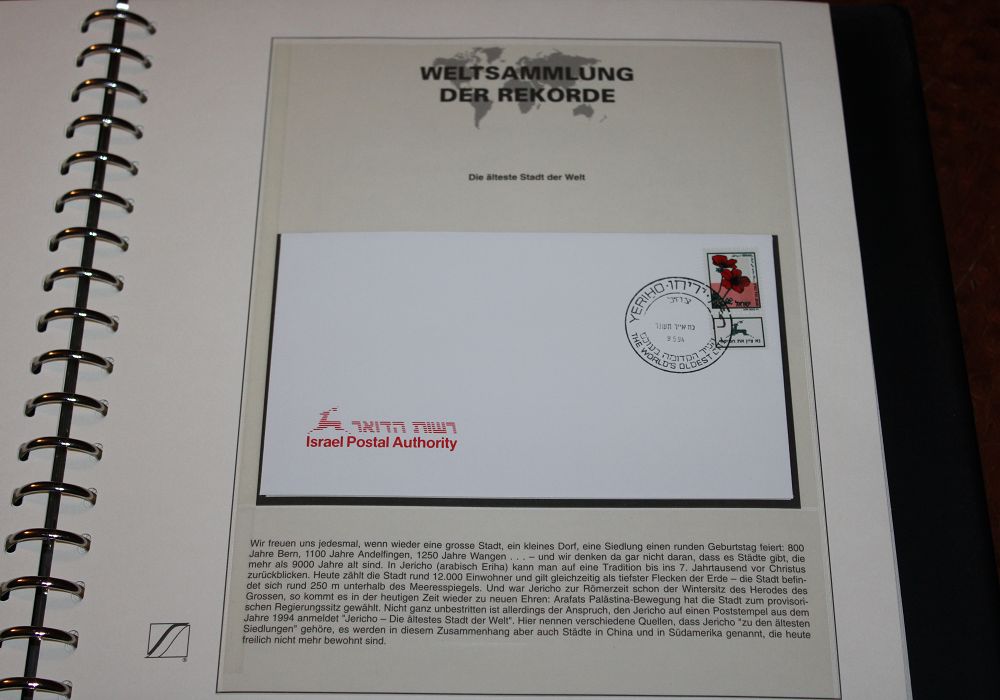 WELTSAMMLUNG
DER REKORDE
Die älteste Stadt der Welt
YERIHO · יריחו
כח אייר תשנד
9.5.94
THE WORLD'S OLDEST CITY
ישראל
רשות הדואר
Israel Postal Authority
Wir freuen uns jedesmal, wenn wieder eine grosse Stadt, ein kleines Dorf, eine Siedlung einen runden Geburtstag feiert: 800
Jahre Bern, 1100 Jahre Andelfingen, 1250 Jahre Wangen . . . – und wir denken da gar nicht daran, dass es Städte gibt, die
mehr als 9000 Jahre alt sind. In Jericho (arabisch Eriha) kann man auf eine Tradition bis ins 7. Jahrtausend vor Christus
zurückblicken. Heute zählt die Stadt rund 12.000 Einwohner und gilt gleichzeitig als tiefster Flecken der Erde – die Stadt befin-
det sich rund 250 m unterhalb des Meeresspiegels. Und war Jericho zur Römerzeit schon der Wintersitz des Herodes des
Grossen, so kommt es in der heutigen Zeit wieder zu neuen Ehren: Arafats Palästina-Bewegung hat die Stadt zum provisori-
schen Regierungssitz gewählt. Nicht ganz unbestritten ist allerdings der Anspruch, den Jericho auf einen Poststempel aus dem
Jahre 1994 anmeldet "Jericho – Die ältestes Stadt der Welt". Hier nennen verschiedene Quellen, dass Jericho "zu den ältesten
Siedlungen" gehöre, es werden in diesem Zusammenhang aber auch Städte in China und in Südamerika genannt, die heute
freilich nicht mehr bewohnt sind.